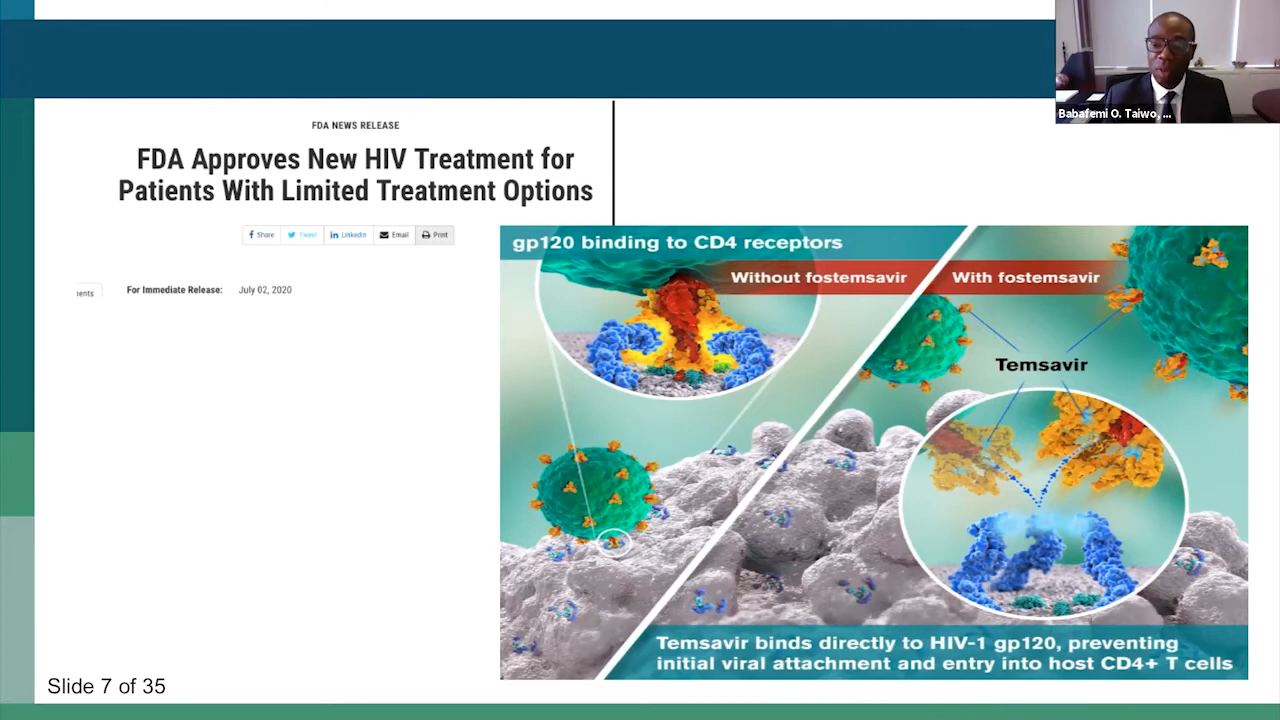 Babafemi O. Taiwo, ...
FDA NEWS RELEASE
FDA Approves New HIV Treatment for
Patients With Limited Treatment Options
Share
Tweet
LinkedIn
Email
Print
ents
For Immediate Release: July 02, 2020
gp120 binding to CD4 receptors
Without fostemsavir
With fostemsavir
Temsavir
Temsavir binds directly to HIV-1 gp120, preventing
initial viral attachment and entry into host CD4+ T cells
Slide 7 of 35